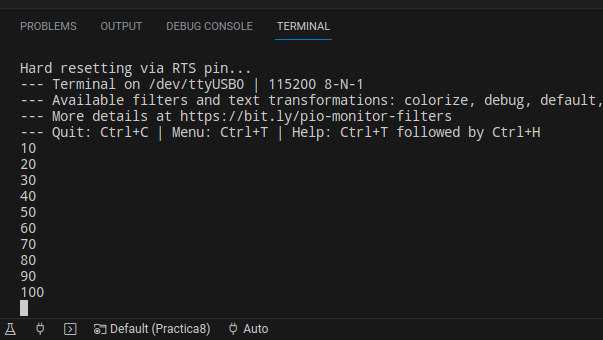 PROBLEMS OUTPUT DEBUG CONSOLE TERMINAL
Hard resetting via RTS pin...
--- Terminal on /dev/ttyUSB0 | 115200 8-N-1
--- Available filters and text transformations: colorize, debug, default,
--- More details at https://bit.ly/pio-monitor-filters
--- Quit: Ctrl+C | Menu: Ctrl+T | Help: Ctrl+T followed by Ctrl+H
10
20
30
40
50
60
70
80
90
100
Default (Practica8) Auto